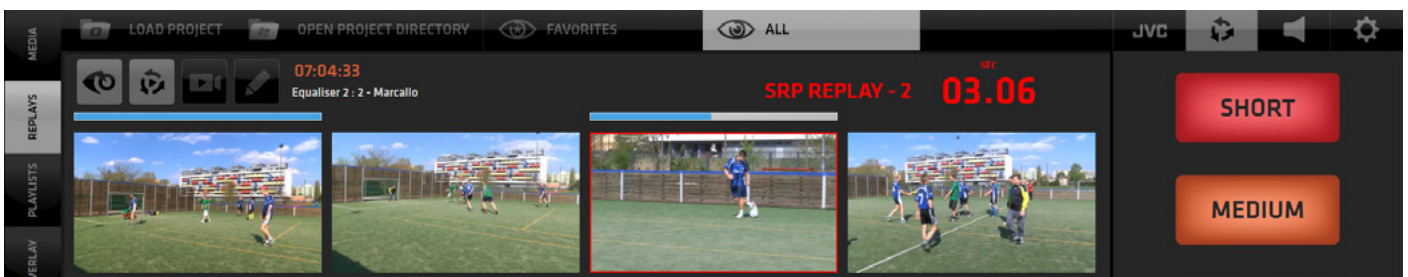 MEDIA
REPLAYS
PLAYLISTS
VERLAY
LOAD PROJECT
OPEN PROJECT DIRECTORY
FAVORITES
ALL
JVC
07:04:33
Equaliser 2 : 2 - Marcallo
SRP REPLAY - 2
SEC
03.06
SHORT
MEDIUM